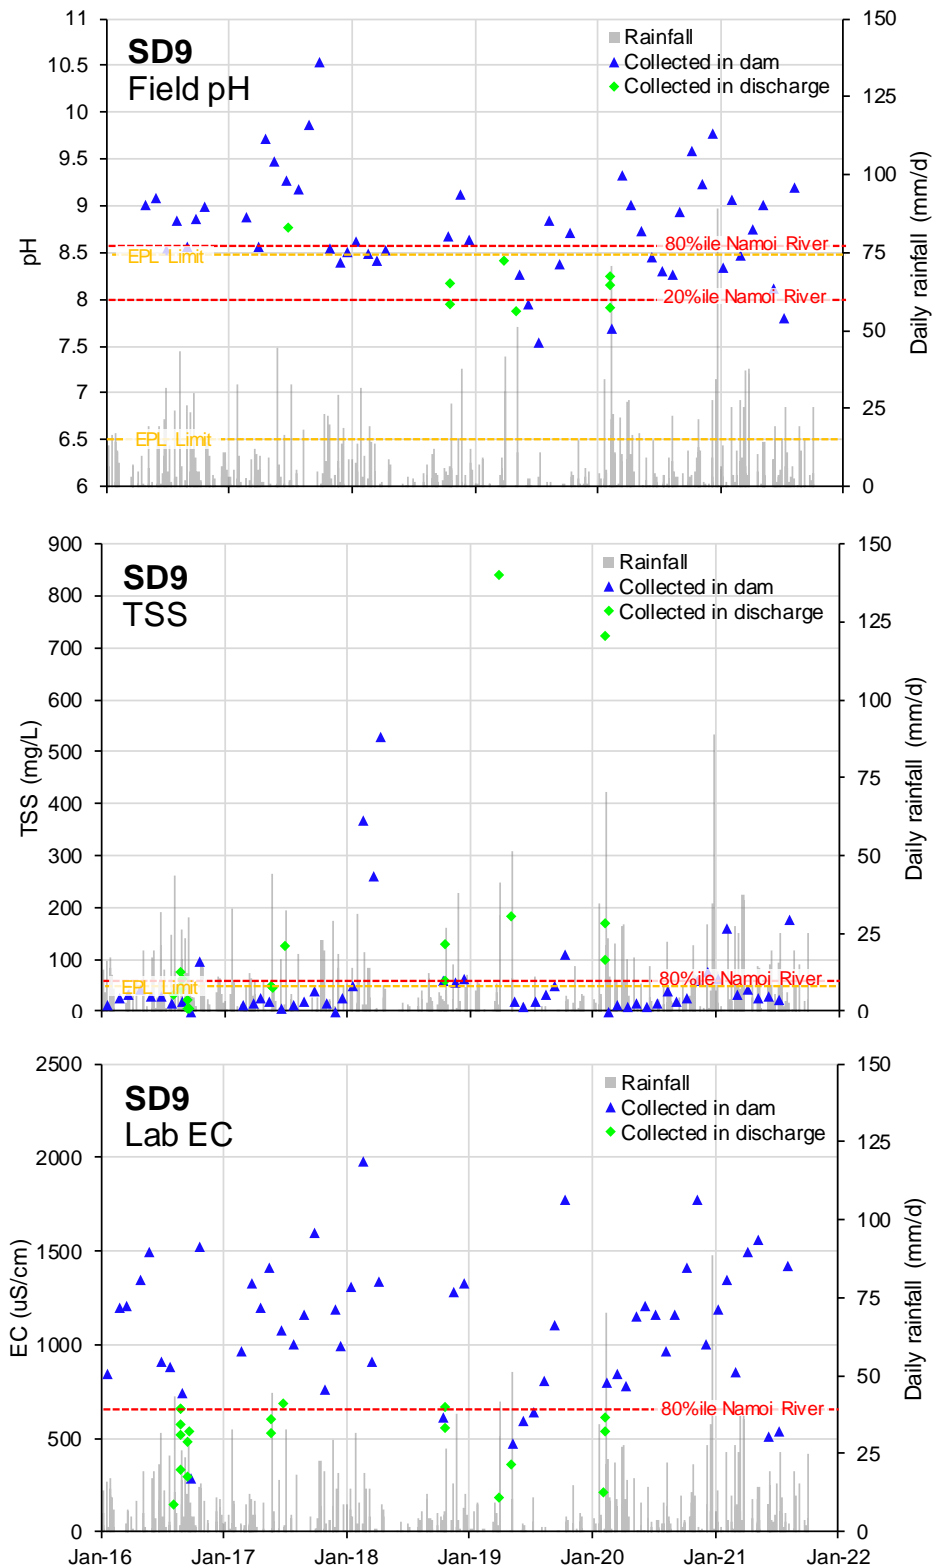 11
10.5
10
9.5
9
8.5
8
7.5
7
6.5
6
pH
SD9
Field pH
Rainfall
Collected in dam
Collected in discharge
80%ile Namoi River
EPL Limit
20%ile Namoi River
EPL Limit
150
125
100
75
50
25
0
Daily rainfall (mm/d)
900
800
700
600
500
400
300
200
100
0
TSS (mg/L)
SD9
TSS
Rainfall
Collected in dam
Collected in discharge
80%ile Namoi River
EPL Limit
150
125
100
75
50
25
0
Daily rainfall (mm/d)
2500
2000
1500
1000
500
0
EC (uS/cm)
SD9
Lab EC
Rainfall
Collected in dam
Collected in discharge
80%ile Namoi River
150
125
100
75
50
25
0
Daily rainfall (mm/d)
Jan-16 Jan-17 Jan-18 Jan-19 Jan-20 Jan-21 Jan-22